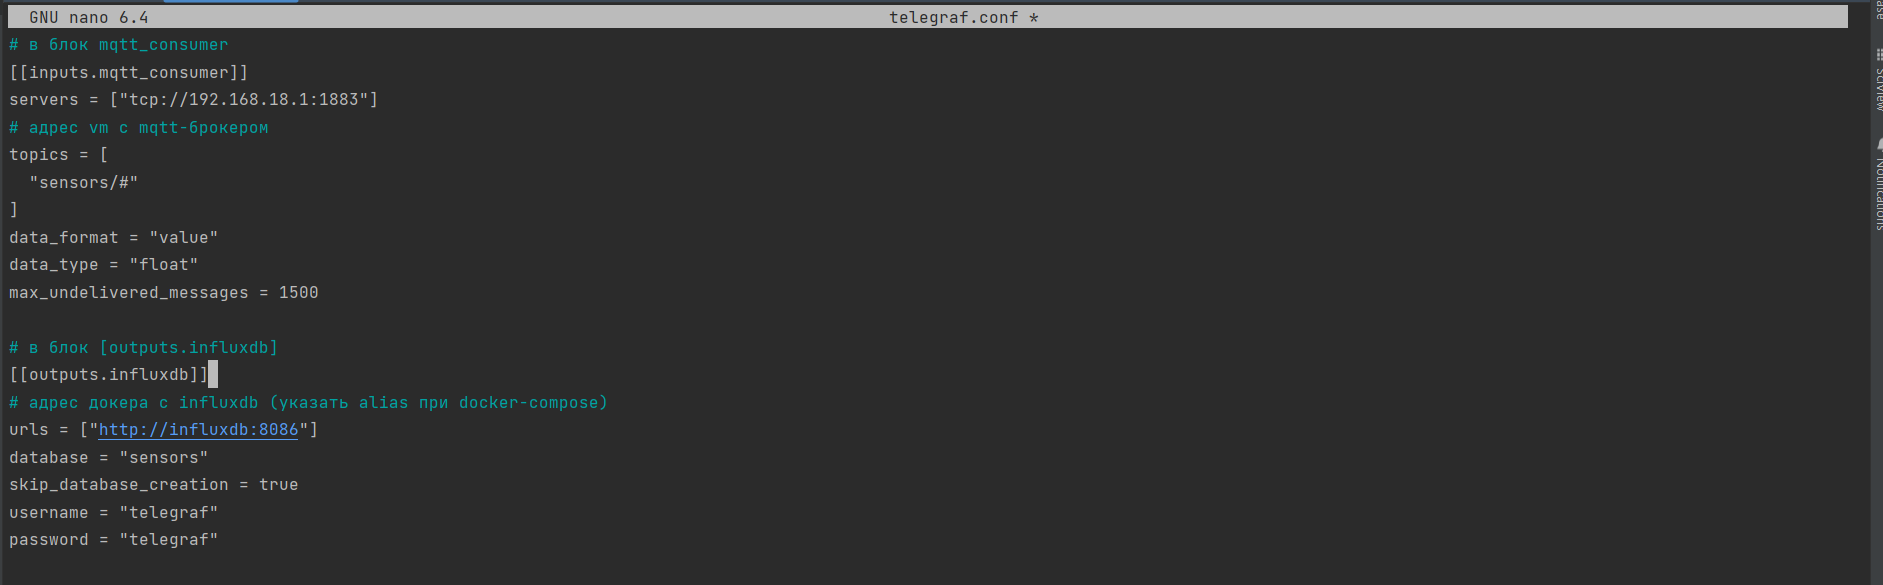 GNU nano 6.4 telegraf.conf *
# в блок mqtt_consumer
[[inputs.mqtt_consumer]]
servers = ["tcp://192.168.18.1:1883"]
# адрес vm с mqtt-брокером
topics = [
  "sensors/#"
]
data_format = "value"
data_type = "float"
max_undelivered_messages = 1500

# в блок [outputs.influxdb]
[[outputs.influxdb]]
# адрес докера с influxdb (указать alias при docker-compose)
urls = ["http://influxdb:8086"]
database = "sensors"
skip_database_creation = true
username = "telegraf"
password = "telegraf"
ase
SciView
Notifications